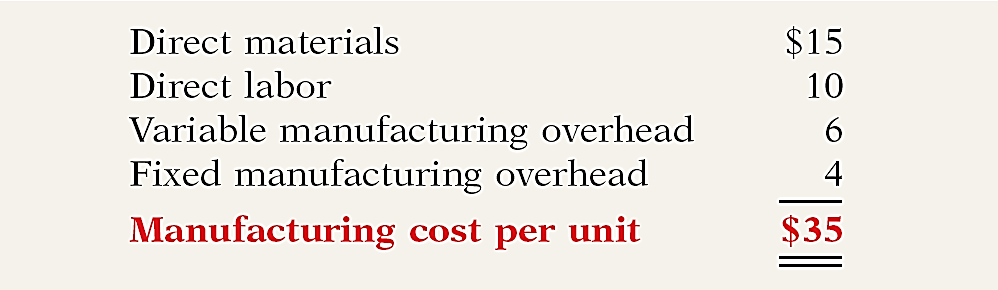 Direct materials $15
Direct labor 10
Variable manufacturing overhead 6
Fixed manufacturing overhead 4
Manufacturing cost per unit $35